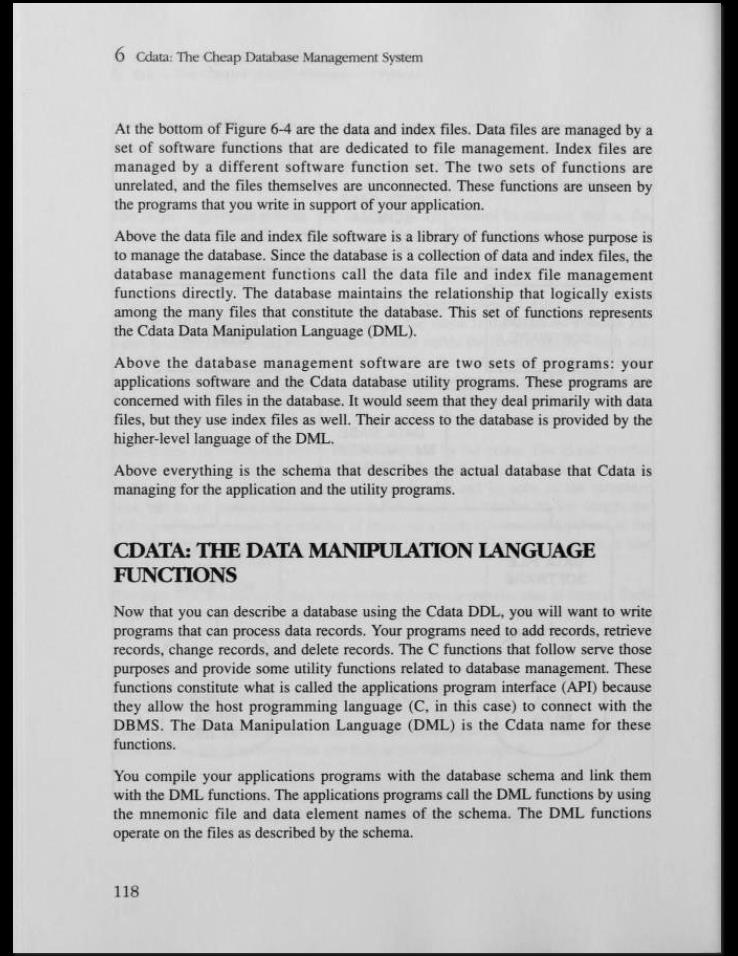 6 Cdata: The Cheap Database Management System
At the bottom of Figure 6-4 are the data and index files. Data files are managed by a
set of software functions that are dedicated to file management. Index files are
managed by a different software function set. The two sets of functions are
unrelated, and the files themselves are unconnected. These functions are unseen by
the programs that you write in support of your application.
Above the data file and index file software is a library of functions whose purpose is
to manage the database. Since the database is a collection of data and index files, the
database management functions call the data file and index file management
functions directly. The database maintains the relationship that logically exists
among the many files that constitute the database. This set of functions represents
the Cdata Data Manipulation Language (DML).
Above the database management software are two sets of programs: your
applications software and the Cdata database utility programs. These programs are
concerned with files in the database. It would seem that they deal primarily with data
files, but they use index files as well. Their access to the database is provided by the
higher-level language of the DML.
Above everything is the schema that describes the actual database that Cdata is
managing for the application and the utility programs.
CDATA: THE DATA MANIPULATION LANGUAGE
FUNCTIONS
Now that you can describe a database using the Cdata DDL, you will want to write
programs that can process data records. Your programs need to add records, retrieve
records, change records, and delete records. The C functions that follow serve those
purposes and provide some utility functions related to database management. These
functions constitute what is called the applications program interface (API) because
they allow the host programming language (C, in this case) to connect with the
DBMS. The Data Manipulation Language (DML) is the Cdata name for these
functions.
You compile your applications programs with the database schema and link them
with the DML functions. The applications programs call the DML functions by using
the mnemonic file and data element names of the schema. The DML functions
operate on the files as described by the schema.
118